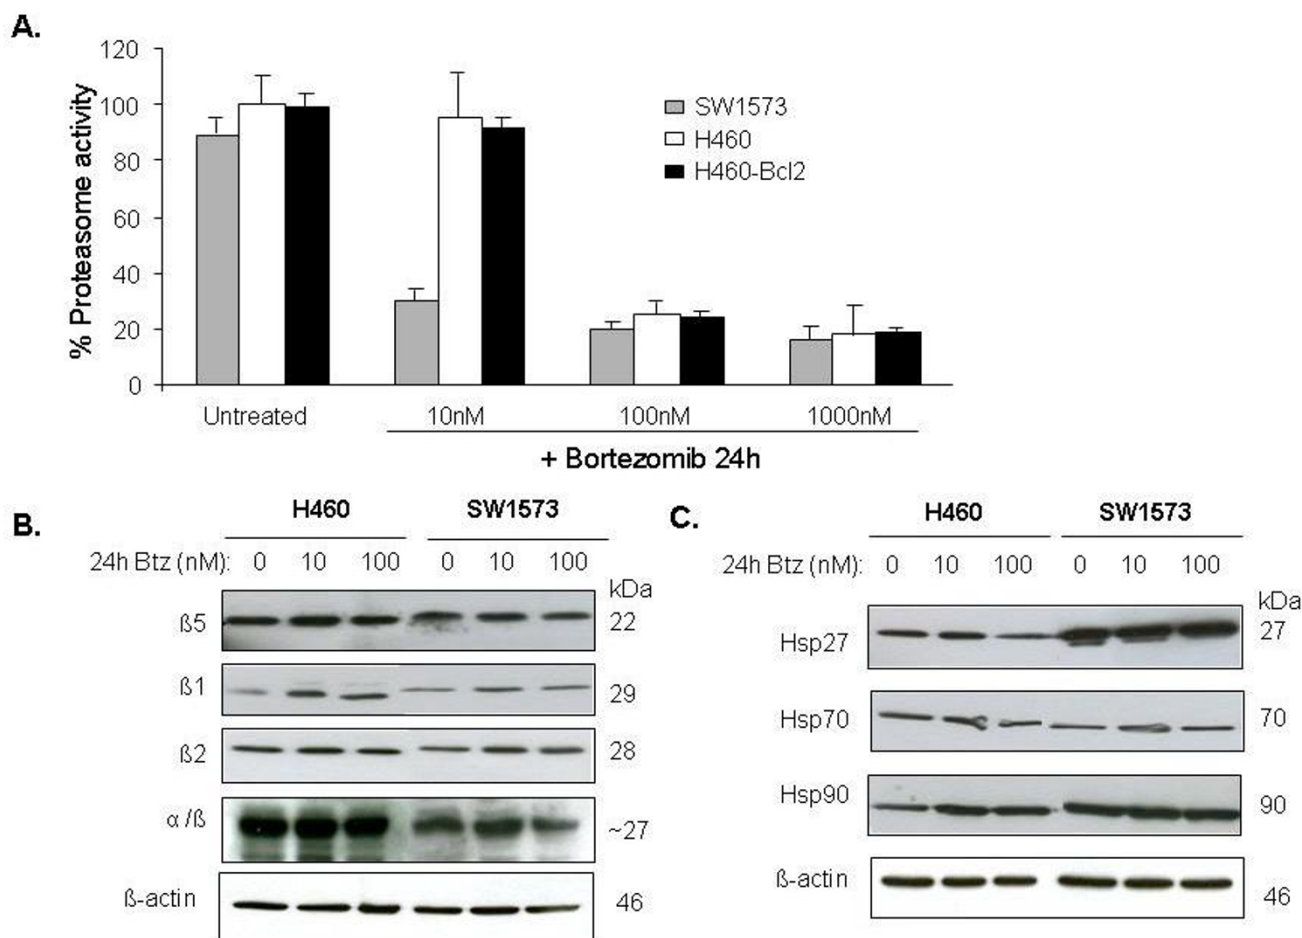 A.
% Proteasome activity
120
100
80
60
40
20
0
SW1573
H460
H460-Bcl2
Untreated 10nM 100nM 1000nM
+ Bortezomib 24h
B.
H460 SW1573
24h Btz (nM): 0 10 100 0 10 100
kDa
ß5 22
ß1 29
ß2 28
α/ß ~27
ß-actin 46
C.
H460 SW1573
24h Btz (nM): 0 10 100 0 10 100
kDa
Hsp27 27
Hsp70 70
Hsp90 90
ß-actin 46